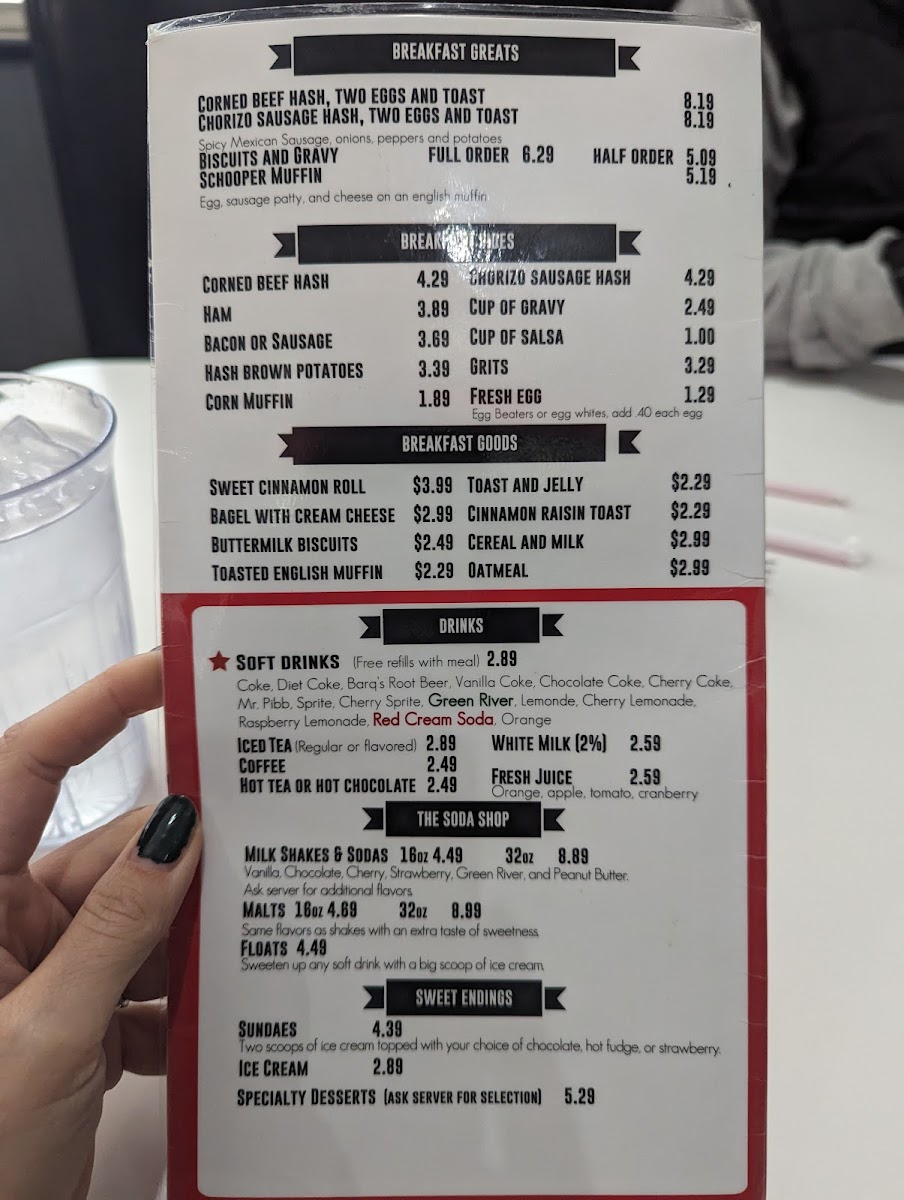 BREAKFAST GREATS
CORNED BEEF HASH, TWO EGGS AND TOAST 8.19
CHORIZO SAUSAGE HASH, TWO EGGS AND TOAST 8.19
Spicy Mexican Sausage, onions, peppers and potatoes
BISCUITS AND GRAVY FULL ORDER 6.29 HALF ORDER 5.09
SCHOOPER MUFFIN 5.19
Egg, sausage patty, and cheese on an english muffin
BREAKFAST SIDES
CORNED BEEF HASH 4.29 CHORIZO SAUSAGE HASH 4.29
HAM 3.89 CUP OF GRAVY 2.49
BACON OR SAUSAGE 3.69 CUP OF SALSA 1.00
HASH BROWN POTATOES 3.39 GRITS 3.29
CORN MUFFIN 1.89 FRESH EGG 1.29
Egg Beaters or egg whites, add .40 each egg
BREAKFAST GOODS
SWEET CINNAMON ROLL $3.99 TOAST AND JELLY $2.29
BAGEL WITH CREAM CHEESE $2.99 CINNAMON RAISIN TOAST $2.29
BUTTERMILK BISCUITS $2.49 CEREAL AND MILK $2.99
TOASTED ENGLISH MUFFIN $2.29 OATMEAL $2.99
DRINKS
SOFT DRINKS (Free refills with meal) 2.89
Coke, Diet Coke, Barq's Root Beer, Vanilla Coke, Chocolate Coke, Cherry Coke,
Mr. Pibb, Sprite, Cherry Sprite, Green River, Lemonde, Cherry Lemonade,
Raspberry Lemonade, Red Cream Soda, Orange
ICED TEA (Regular or flavored) 2.89 WHITE MILK (2%) 2.59
COFFEE 2.49
HOT TEA OR HOT CHOCOLATE 2.49 FRESH JUICE 2.59
Orange, apple, tomato, cranberry
THE SODA SHOP
MILK SHAKES & SODAS 16OZ 4.49 32OZ 8.89
Vanilla, Chocolate, Cherry, Strawberry, Green River, and Peanut Butter.
Ask server for additional flavors
MALTS 16OZ 4.69 32OZ 8.99
Same flavors as shakes with an extra taste of sweetness.
FLOATS 4.49
Sweeten up any soft drink with a big scoop of ice cream.
SWEET ENDINGS
SUNDAES 4.39
Two scoops of ice cream topped with your choice of chocolate, hot fudge, or strawberry.
ICE CREAM 2.89
SPECIALTY DESSERTS (ASK SERVER FOR SELECTION) 5.29